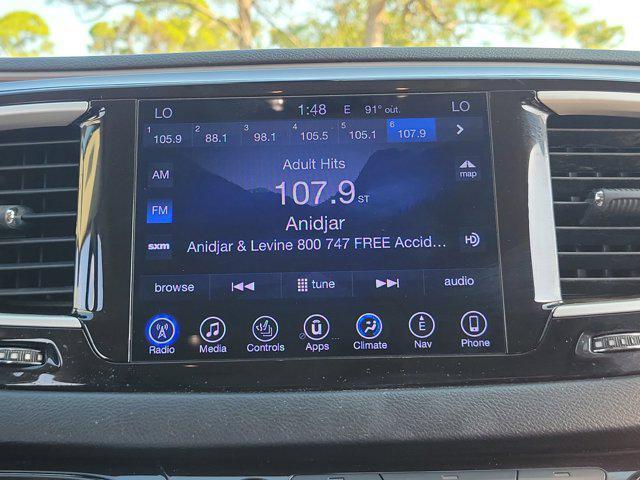 LO 1:48 E 91° out. LO
1 105.9 2 88.1 3 98.1 4 105.5 5 105.1 6 107.9
Adult Hits
AM map
107.9 ST
FM
Anidjar
sxm Anidjar & Levine 800 747 FREE Accid... HD
browse tune audio
Radio Media Controls Apps Climate Nav Phone